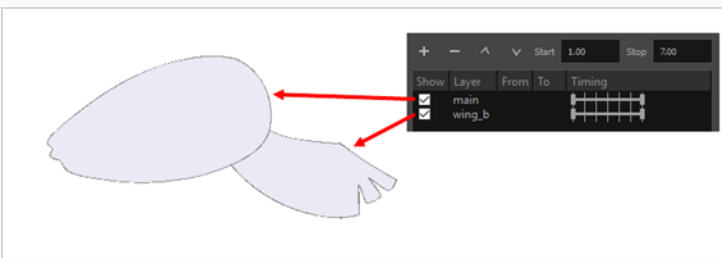 Start 1.00 Stop 7.00
Show Layer From To Timing
main
wing_b